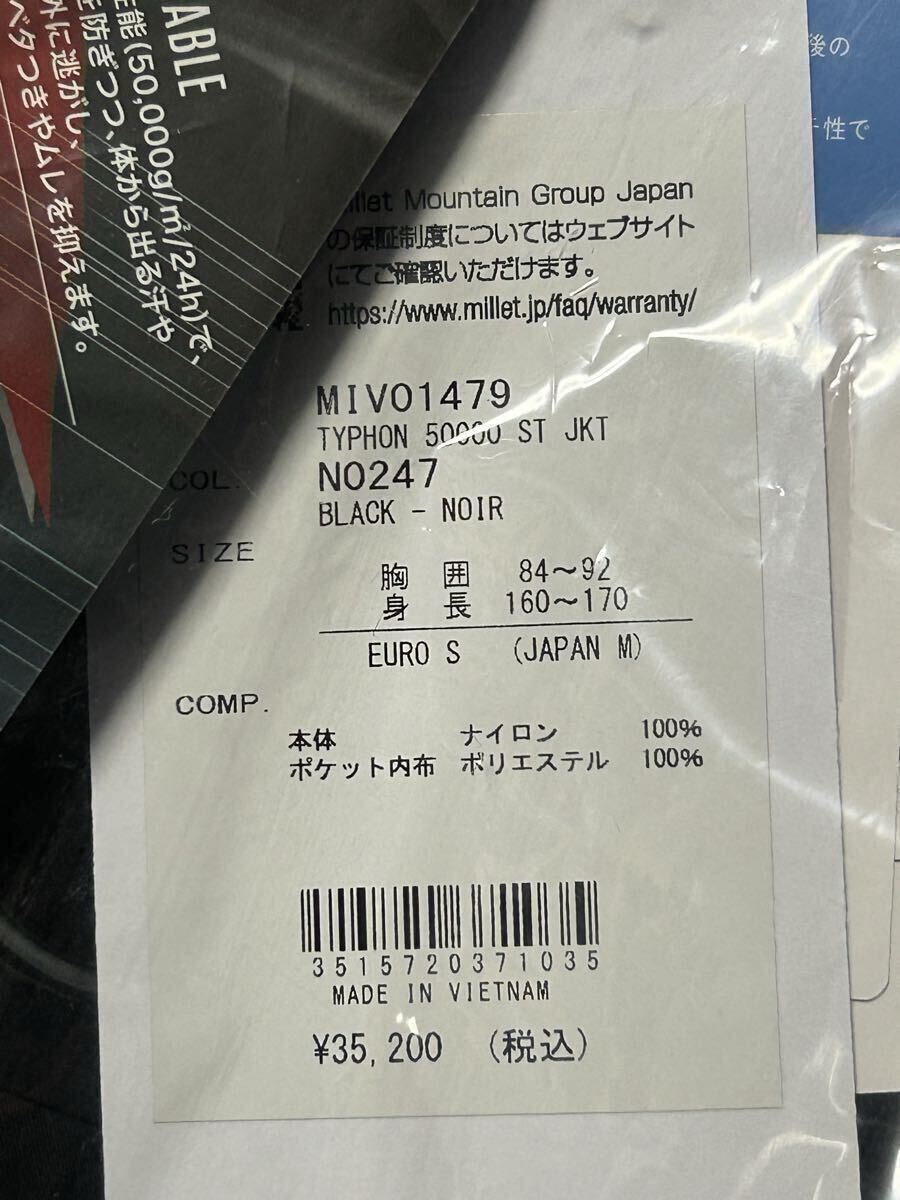 ABLE
性能(50,000g/㎡/24h)で、
を防ぎつつ、体から出る汗や
外に逃がし、
ベタつきやムレを抑えます。
後の
性で
Millet Mountain Group Japan
の保証制度についてはウェブサイト
にてご確認いただけます。
https://www.millet.jp/faq/warranty/
MIV01479
TYPHON 50000 ST JKT
COL. N0247
BLACK - NOIR
SIZE
胸 囲 84～92
身 長 160～170
EURO S (JAPAN M)
COMP.
本体 ナイロン 100%
ポケット内布 ポリエステル 100%
3515720371035
MADE IN VIETNAM
¥35,200 (税込)